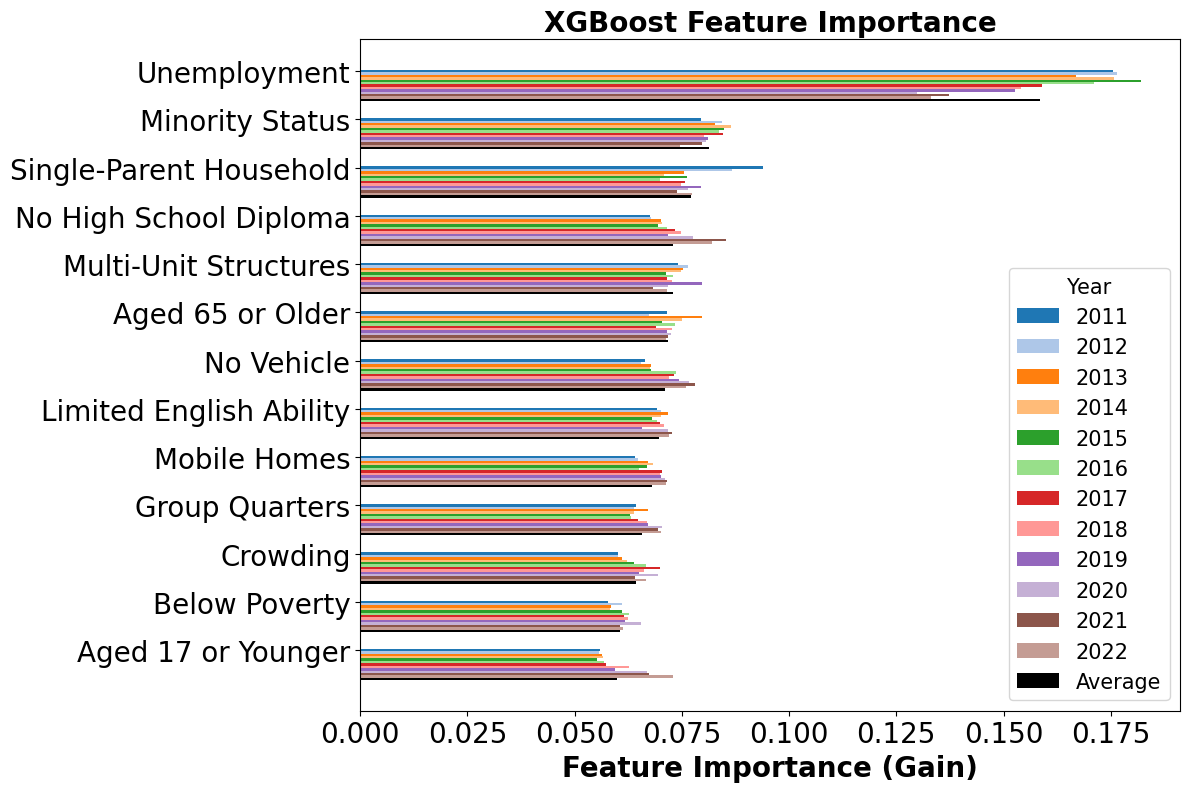 XGBoost Feature Importance
Unemployment
Minority Status
Single-Parent Household
No High School Diploma
Multi-Unit Structures
Aged 65 or Older
No Vehicle
Limited English Ability
Mobile Homes
Group Quarters
Crowding
Below Poverty
Aged 17 or Younger
Year
2011
2012
2013
2014
2015
2016
2017
2018
2019
2020
2021
2022
Average
0.000 0.025 0.050 0.075 0.100 0.125 0.150 0.175
Feature Importance (Gain)